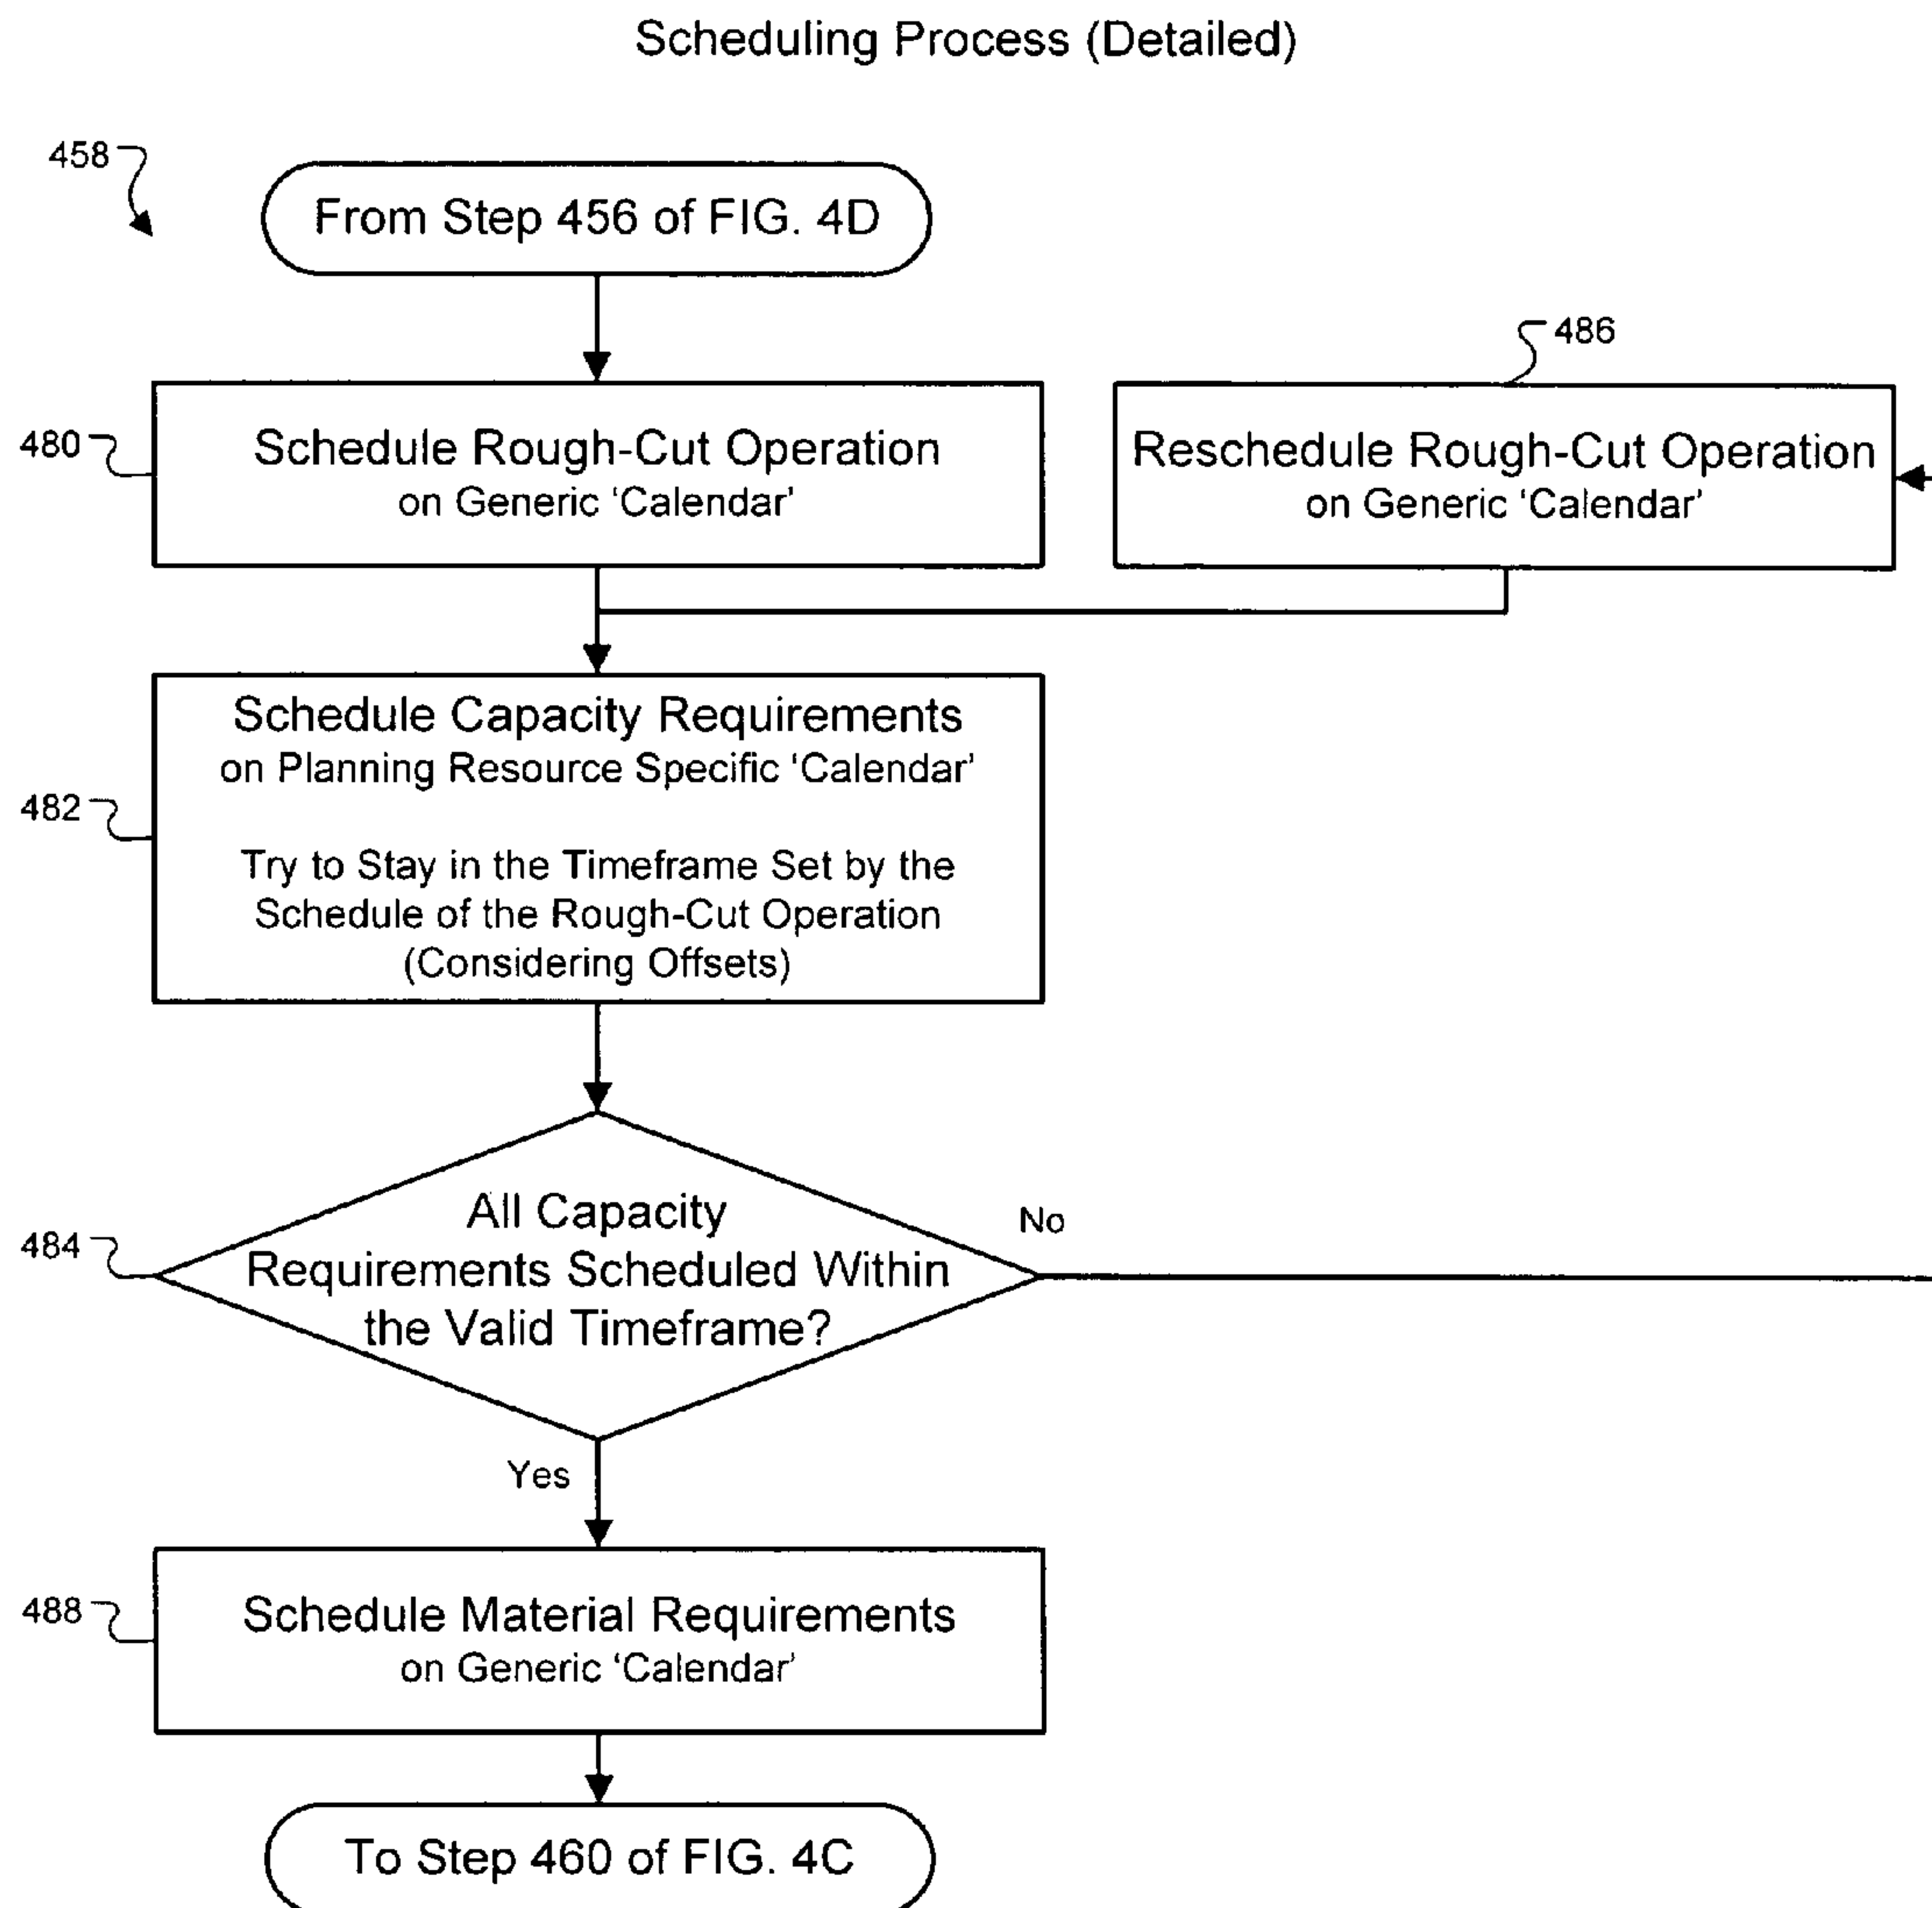 Scheduling Process (Detailed)
458
From Step 456 of FIG. 4D
486
480
Schedule Rough-Cut Operation
on Generic ‘Calendar’
Reschedule Rough-Cut Operation
on Generic ‘Calendar’
Schedule Capacity Requirements
on Planning Resource Specific ‘Calendar’
482
Try to Stay in the Timeframe Set by the
Schedule of the Rough-Cut Operation
(Considering Offsets)
484
All Capacity
Requirements Scheduled Within
the Valid Timeframe?
No
Yes
488
Schedule Material Requirements
on Generic ‘Calendar’
To Step 460 of FIG. 4C